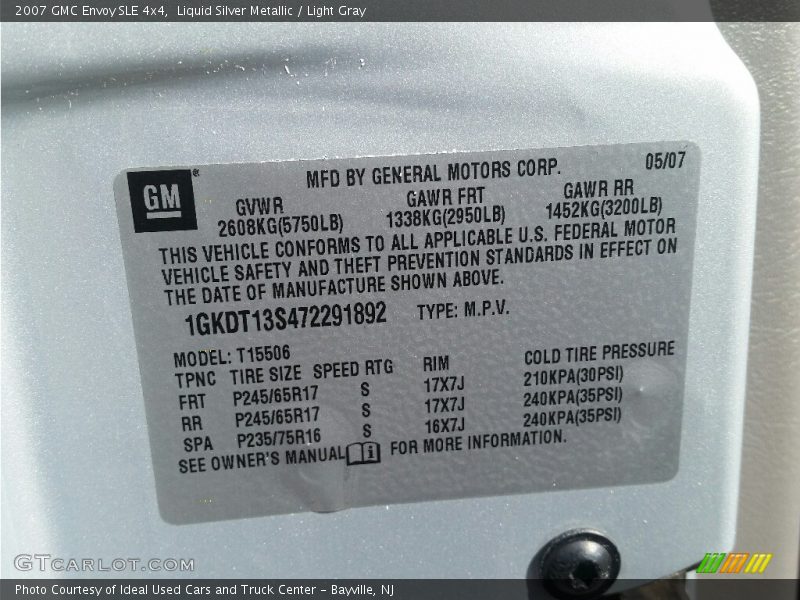 2007 GMC Envoy SLE 4x4, Liquid Silver Metallic / Light Gray
GM®
MFD BY GENERAL MOTORS CORP. 05/07
GVWR GAWR FRT GAWR RR
2608KG(5750LB) 1338KG(2950LB) 1452KG(3200LB)
THIS VEHICLE CONFORMS TO ALL APPLICABLE U.S. FEDERAL MOTOR
VEHICLE SAFETY AND THEFT PREVENTION STANDARDS IN EFFECT ON
THE DATE OF MANUFACTURE SHOWN ABOVE.
1GKDT13S472291892 TYPE: M.P.V.
MODEL: T15506
TPNC TIRE SIZE SPEED RTG RIM COLD TIRE PRESSURE
FRT P245/65R17 S 17X7J 210KPA(30PSI)
RR P245/65R17 S 17X7J 240KPA(35PSI)
SPA P235/75R16 S 16X7J 240KPA(35PSI)
SEE OWNER'S MANUAL i FOR MORE INFORMATION.
GTCARLOT.COM
Photo Courtesy of Ideal Used Cars and Truck Center - Bayville, NJ